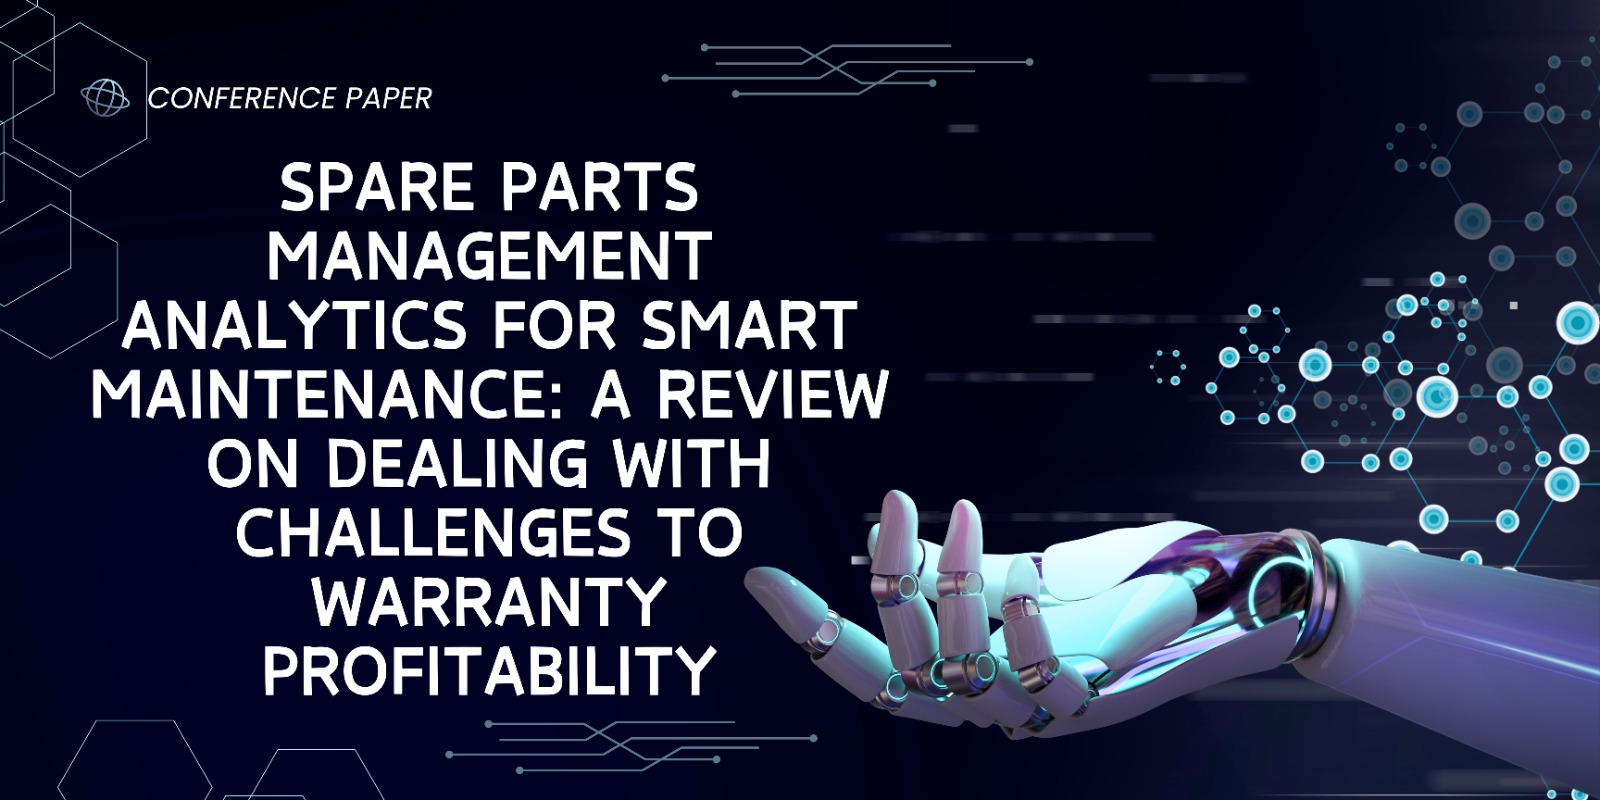 CONFERENCE PAPER
SPARE PARTS
MANAGEMENT
ANALYTICS FOR SMART
MAINTENANCE: A REVIEW
ON DEALING WITH
CHALLENGES TO
WARRANTY
PROFITABILITY